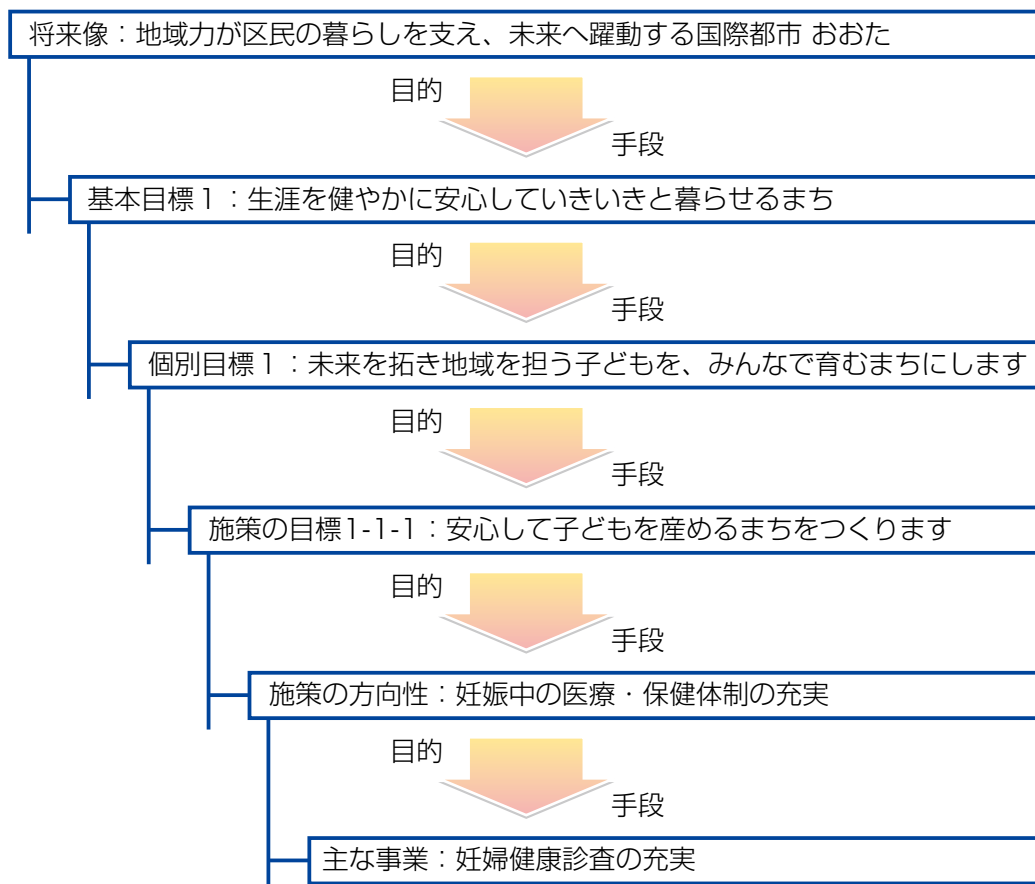 将来像：地域力が区民の暮らしを支え、未来へ躍動する国際都市 おおた
目的
手段
基本目標1：生涯を健やかに安心していきいきと暮らせるまち
目的
手段
個別目標1：未来を拓き地域を担う子どもを、みんなで育むまちにします
目的
手段
施策の目標1-1-1：安心して子どもを産めるまちをつくります
目的
手段
施策の方向性：妊娠中の医療・保健体制の充実
目的
手段
主な事業：妊婦健康診査の充実